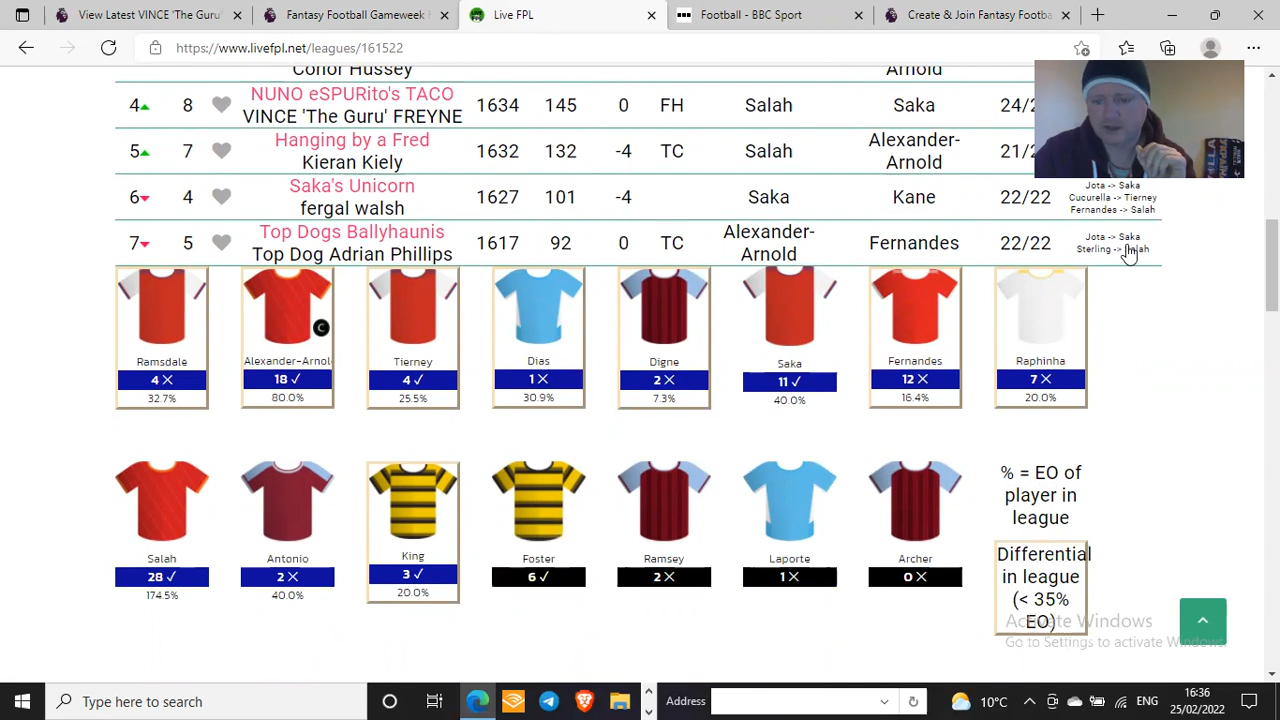 View Latest VINCE 'The Guru'
Fantasy Football Gameweek
Live FPL
Football - BBC Sport
Create & Join Fantasy Footba
https://www.livefpl.net/leagues/161522
Conor Hussey Arnold
4 8 NUNO eSPURito's TACO 1634 145 0 FH Salah Saka 24/2
VINCE 'The Guru' FREYNE
5 7 Hanging by a Fred 1632 132 -4 TC Salah Alexander-Arnold 21/2
Kieran Kiely
6 4 Saka's Unicorn 1627 101 -4 Saka Kane 22/22
fergal walsh
Jota -> Saka
Cucurella -> Tierney
Fernandes -> Salah
7 5 Top Dogs Ballyhaunis 1617 92 0 TC Alexander-Arnold Fernandes 22/22
Top Dog Adrian Phillips
Jota -> Saka
Sterling ->
Ramsdale Alexander-Arnol Tierney Dias Digne Saka Fernandes Raphinha
C
4 ✕ 18 ✓ 4 ✓ 1 ✕ 2 ✕ 11 ✓ 12 ✕ 7 ✕
32.7% 80.0% 25.5% 30.9% 7.3% 40.0% 16.4% 20.0%
Salah Antonio King Foster Ramsey Laporte Archer
28 ✓ 2 ✕ 3 ✓ 6 ✓ 2 ✕ 1 ✕ 0 ✕
174.5% 40.0% 20.0%
% = EO of
player in
league
Differential
in league
(< 35%
EO)
Activate Windows
Go to Settings to activate Windows.
Type here to search
Address
10°C
ENG
16:36
25/02/2022